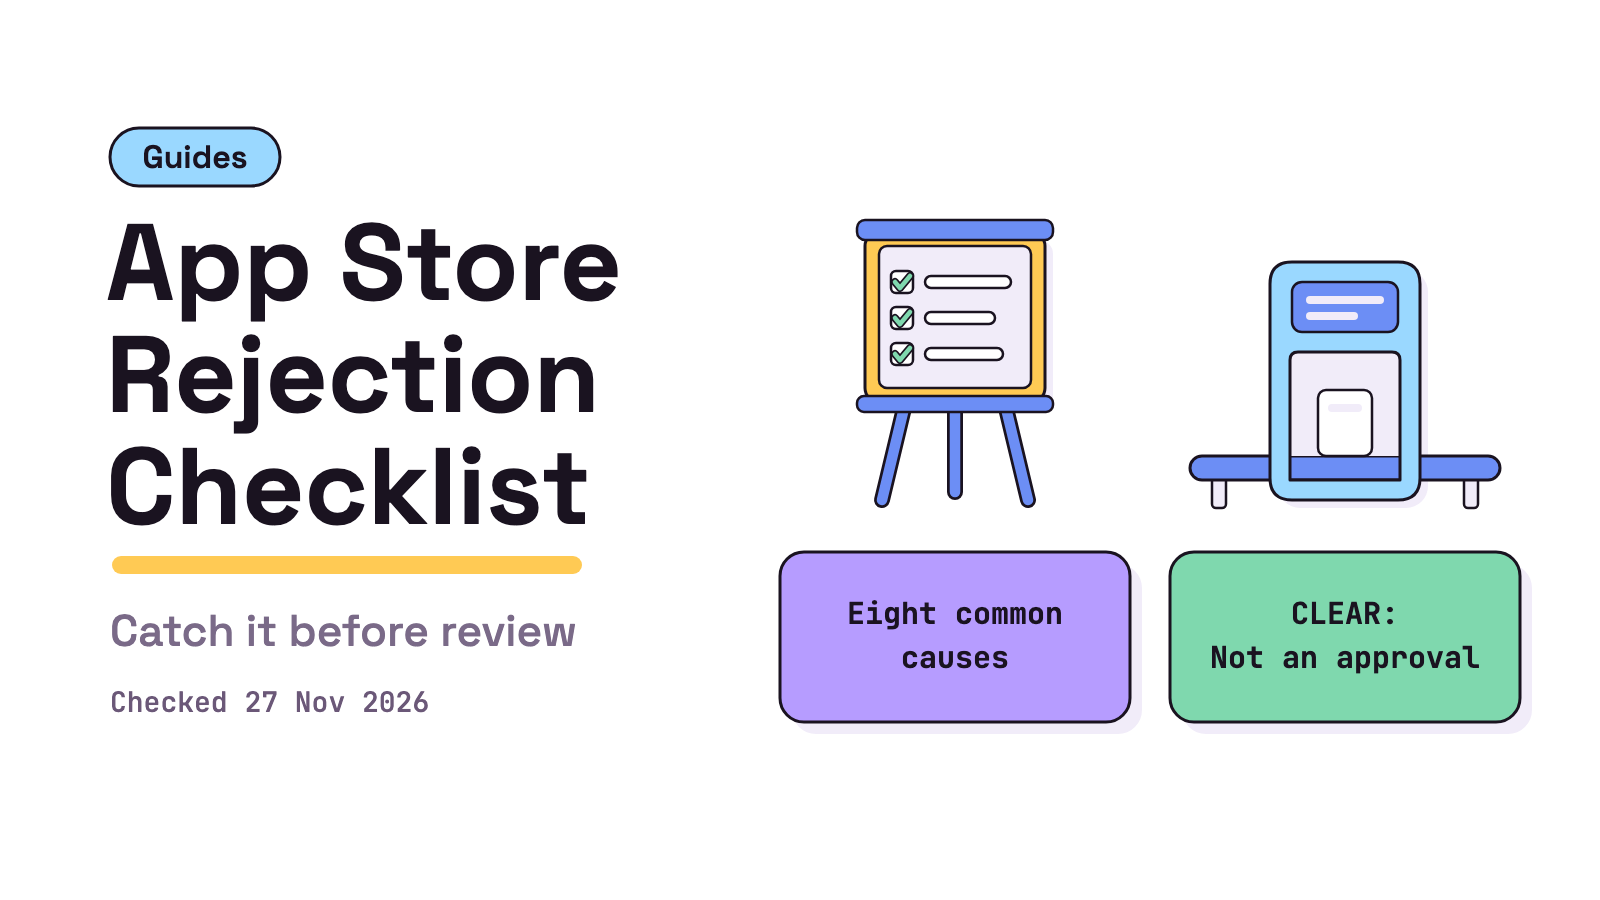 Guides
App Store
Rejection
Checklist
Catch it before review
Checked 27 Nov 2026
Eight common
causes
CLEAR:
Not an approval